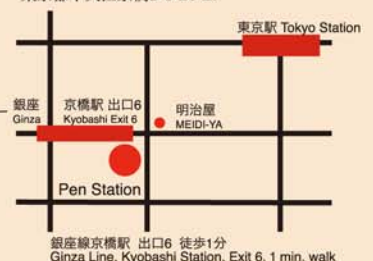 東京駅 Tokyo Station
銀座
Ginza
京橋駅 出口6
Kyobashi Exit 6
明治屋
MEIDI-YA
Pen Station
銀座線京橋駅 出口6 徒歩1分
Ginza Line, Kyobashi Station, Exit 6, 1 min. walk